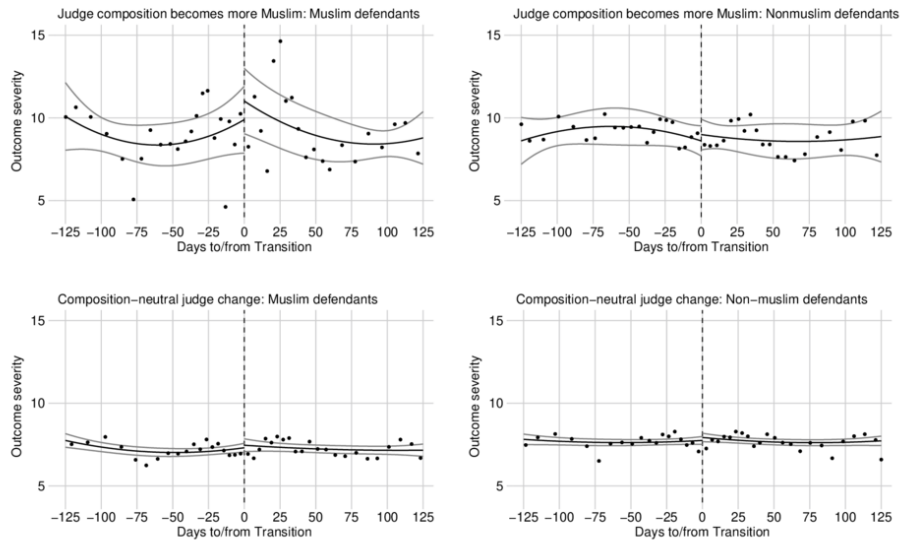 Judge composition becomes more Muslim: Muslim defendants
15
10
5
Outcome severity
−125 −100 −75 −50 −25 0 25 50 75 100 125
Days to/from Transition
Judge composition becomes more Muslim: Nonmuslim defendants
15
10
5
Outcome severity
−125 −100 −75 −50 −25 0 25 50 75 100 125
Days to/from Transition
Composition−neutral judge change: Muslim defendants
15
10
5
Outcome severity
−125 −100 −75 −50 −25 0 25 50 75 100 125
Days to/from Transition
Composition−neutral judge change: Non−muslim defendants
15
10
5
Outcome severity
−125 −100 −75 −50 −25 0 25 50 75 100 125
Days to/from Transition